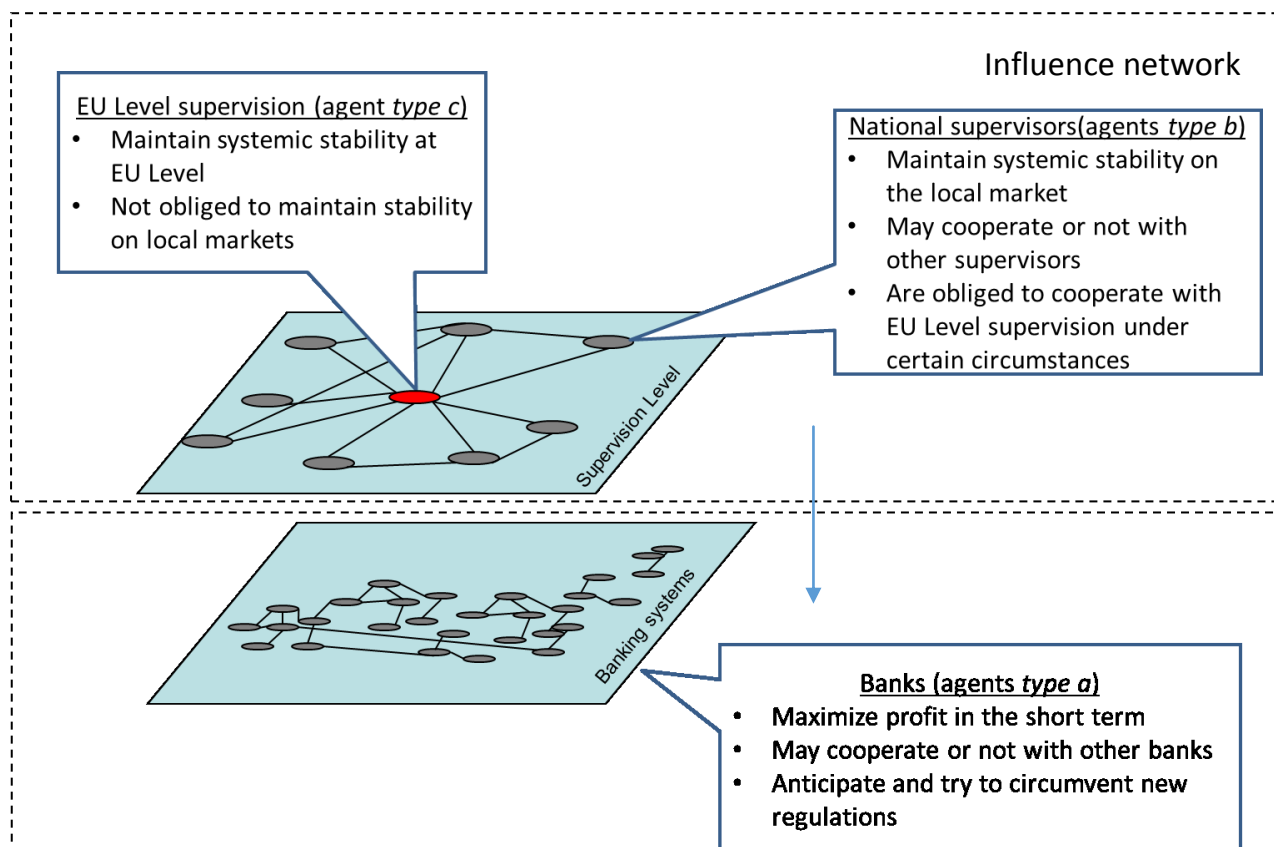 Influence network
EU Level supervision (agent type c)
• Maintain systemic stability at
EU Level
• Not obliged to maintain stability
on local markets
National supervisors(agents type b)
• Maintain systemic stability on
the local market
• May cooperate or not with
other supervisors
• Are obliged to cooperate with
EU Level supervision under
certain circumstances
Supervision Level
Banking systems
Banks (agents type a)
• Maximize profit in the short term
• May cooperate or not with other banks
• Anticipate and try to circumvent new
regulations